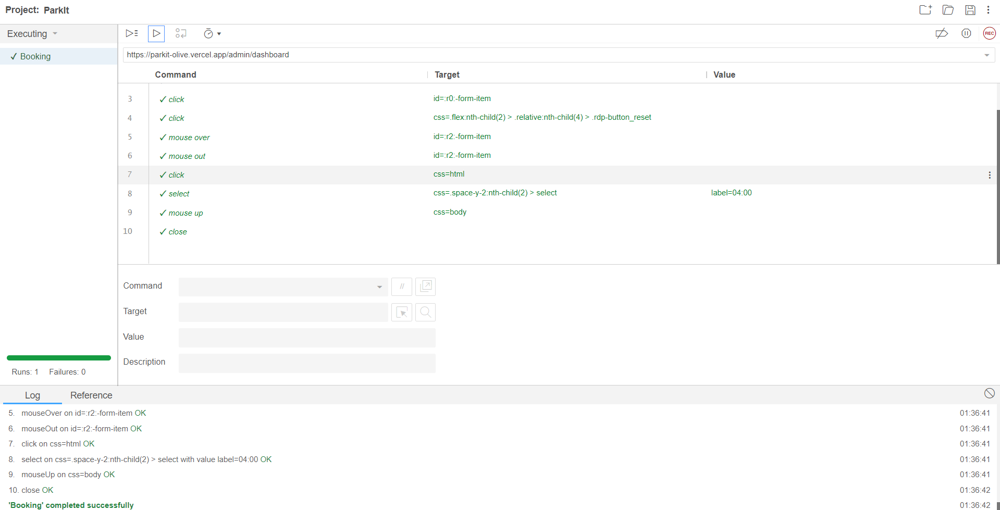 Project: ParkIt
Executing
REC
✓ Booking
https://parkit-olive.vercel.app/admin/dashboard
Command Target Value
3 ✓ click id=:r0:-form-item
4 ✓ click css=.flex:nth-child(2) > .relative:nth-child(4) > .rdp-button_reset
5 ✓ mouse over id=:r2:-form-item
6 ✓ mouse out id=:r2:-form-item
7 ✓ click css=html
8 ✓ select css=.space-y-2:nth-child(2) > select label=04:00
9 ✓ mouse up css=body
10 ✓ close
Command //
Target
Value
Description
Runs: 1 Failures: 0
Log Reference
5. mouseOver on id=:r2:-form-item OK 01:36:41
6. mouseOut on id=:r2:-form-item OK 01:36:41
7. click on css=html OK 01:36:41
8. select on css=.space-y-2:nth-child(2) > select with value label=04:00 OK 01:36:41
9. mouseUp on css=body OK 01:36:41
10. close OK 01:36:42
'Booking' completed successfully 01:36:42